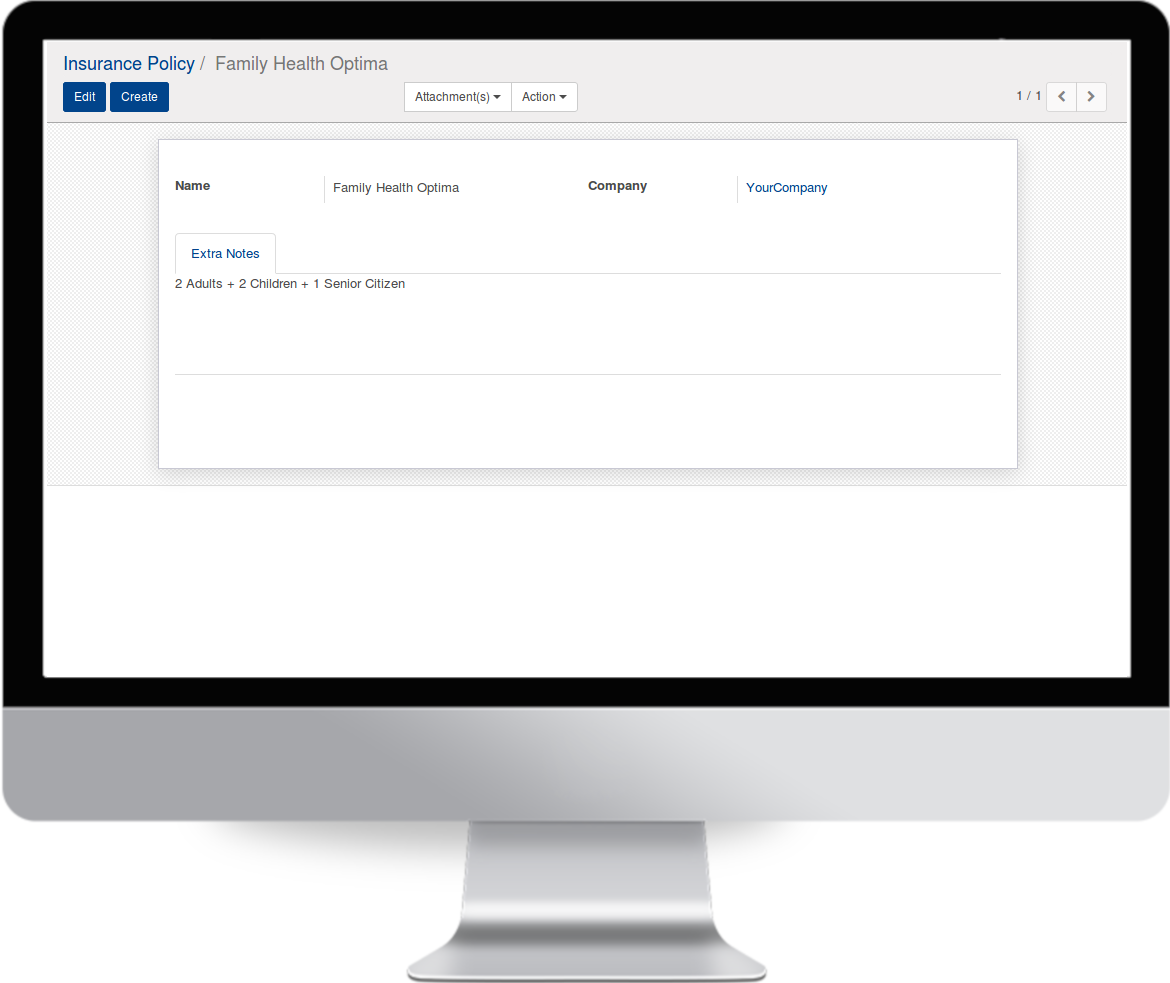 Insurance Policy / Family Health Optima
Edit Create Attachment(s) Action 1 / 1
Name Family Health Optima Company YourCompany
Extra Notes
2 Adults + 2 Children + 1 Senior Citizen